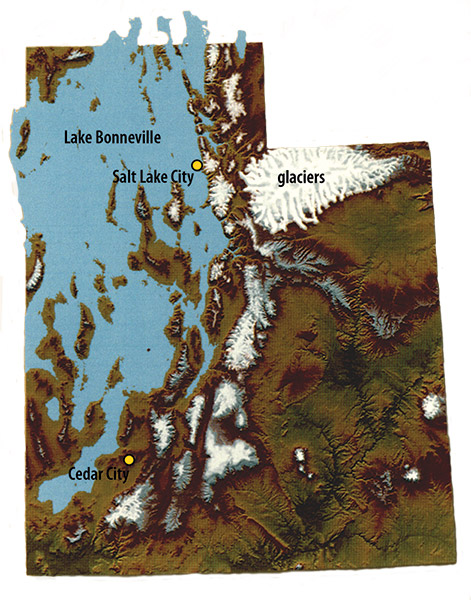 Lake Bonneville
Salt Lake City
glaciers
Cedar City